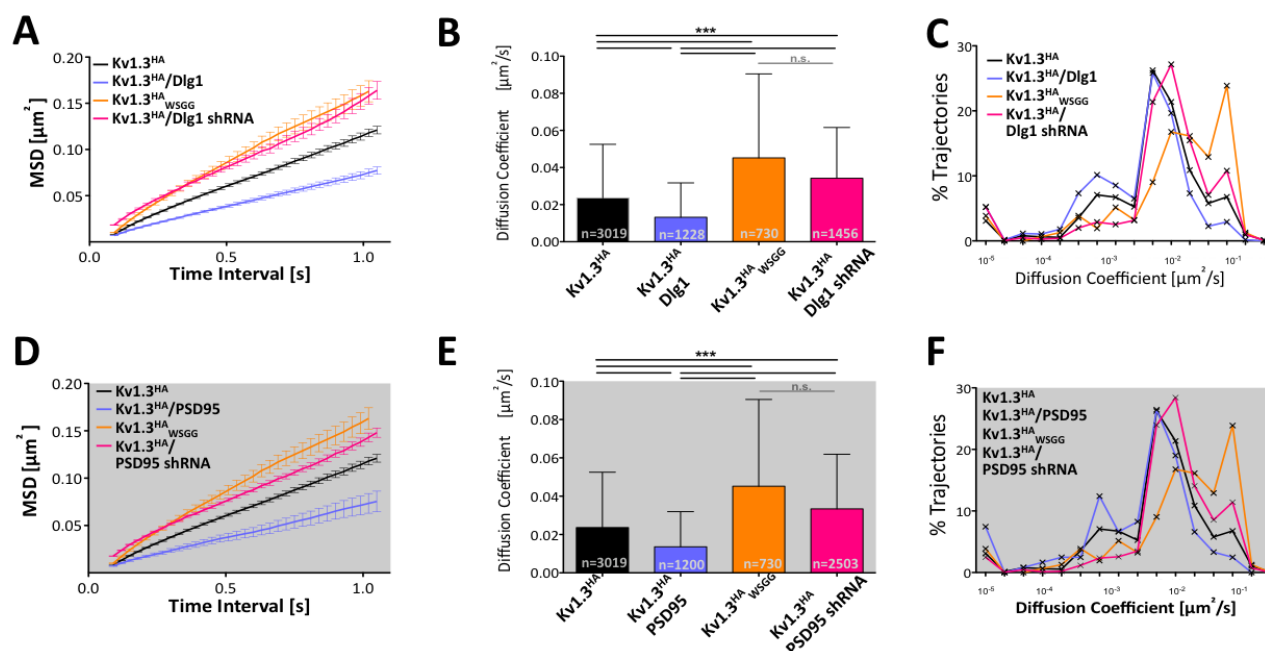 A
MSD [µm²]
0.20
0.15
0.10
0.05
0.0
0.5
1.0
Time Interval [s]
Kv1.3ᴴᴬ
Kv1.3ᴴᴬ/Dlg1
Kv1.3ᴴᴬWSGG
Kv1.3ᴴᴬ/Dlg1 shRNA
B
Diffusion Coefficient [µm²/s]
0.10
0.08
0.06
0.04
0.02
0.00
***
n.s.
n=3019
n=1228
n=730
n=1456
Kv1.3ᴴᴬ
Kv1.3ᴴᴬ
Dlg1
Kv1.3ᴴᴬWSGG
Kv1.3ᴴᴬ
Dlg1 shRNA
C
% Trajectories
30
20
10
0
10⁻⁵
10⁻⁴
10⁻³
10⁻²
10⁻¹
Diffusion Coefficient [µm²/s]
Kv1.3ᴴᴬ
Kv1.3ᴴᴬ/Dlg1
Kv1.3ᴴᴬWSGG
Kv1.3ᴴᴬ/
Dlg1 shRNA
D
MSD [µm²]
0.20
0.15
0.10
0.05
0.0
0.5
1.0
Time Interval [s]
Kv1.3ᴴᴬ
Kv1.3ᴴᴬ/PSD95
Kv1.3ᴴᴬWSGG
Kv1.3ᴴᴬ/
PSD95 shRNA
E
Diffusion Coefficient [µm²/s]
0.10
0.08
0.06
0.04
0.02
0.00
***
n.s.
n=3019
n=1200
n=730
n=2503
Kv1.3ᴴᴬ
Kv1.3ᴴᴬ
PSD95
Kv1.3ᴴᴬWSGG
Kv1.3ᴴᴬ
PSD95 shRNA
F
% Trajectories
30
20
10
0
10⁻⁵
10⁻⁴
10⁻³
10⁻²
10⁻¹
Diffusion Coefficient [µm²/s]
Kv1.3ᴴᴬ
Kv1.3ᴴᴬ/PSD95
Kv1.3ᴴᴬWSGG
Kv1.3ᴴᴬ/
PSD95 shRNA